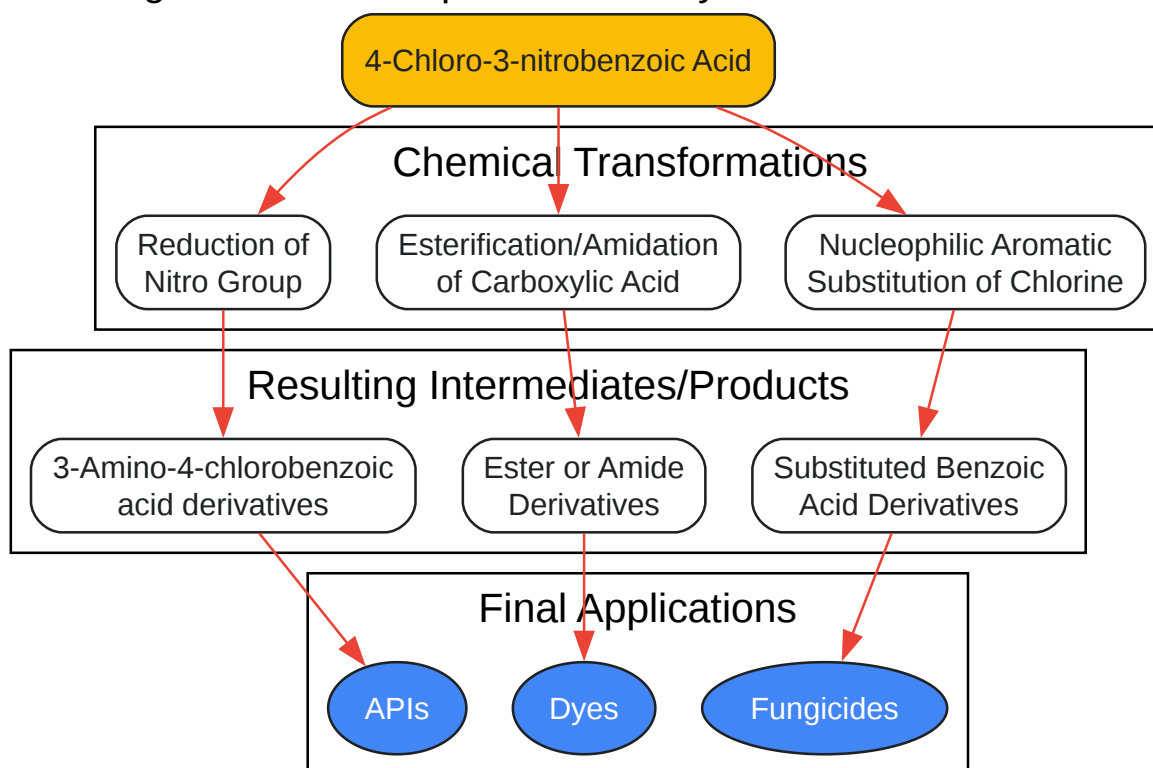 4-Chloro-3-nitrobenzoic Acid
Chemical Transformations
Reduction of
Nitro Group
Esterification/Amidation
of Carboxylic Acid
Nucleophilic Aromatic
Substitution of Chlorine
Resulting Intermediates/Products
3-Amino-4-chlorobenzoic
acid derivatives
Ester or Amide
Derivatives
Substituted Benzoic
Acid Derivatives
Final Applications
APIs
Dyes
Fungicides